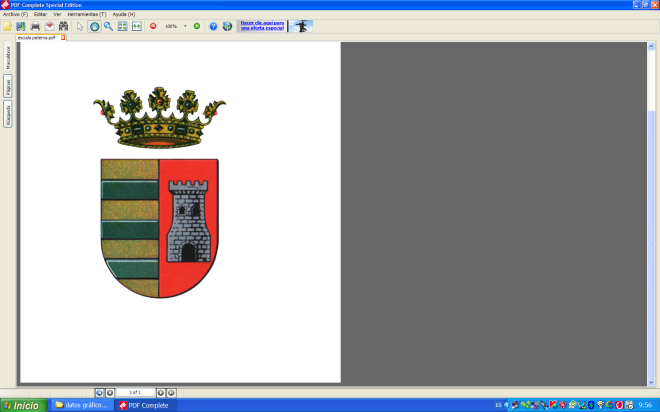 PDF Complete Special Edition
Archivo (F) Editar Ver Herramientas (T) Ayuda (H)
100%
Hacer clic aquí para
una oferta especial
escudo paterna.pdf
Marcadores
Páginas
Búsqueda
1 of 1
Inicio
datos gráfico...
PDF Complete
ES
9:56